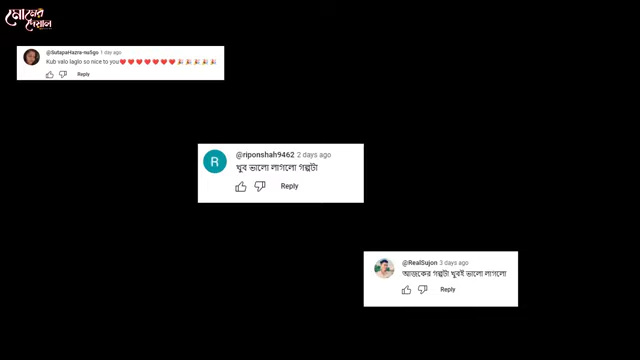 মোনের
খেয়াল
@SutapaHazra-nu5go 1 day ago
Kub valo laglo so nice to you❤❤❤❤❤❤❤🎉🎉🎉🎉🎉
Reply
R
@riponshah9462 2 days ago
খুব ভালো লাগলো গল্পটা
Reply
@RealSujon 3 days ago
আজকের গল্পটা খুবই ভালো লাগলো
Reply